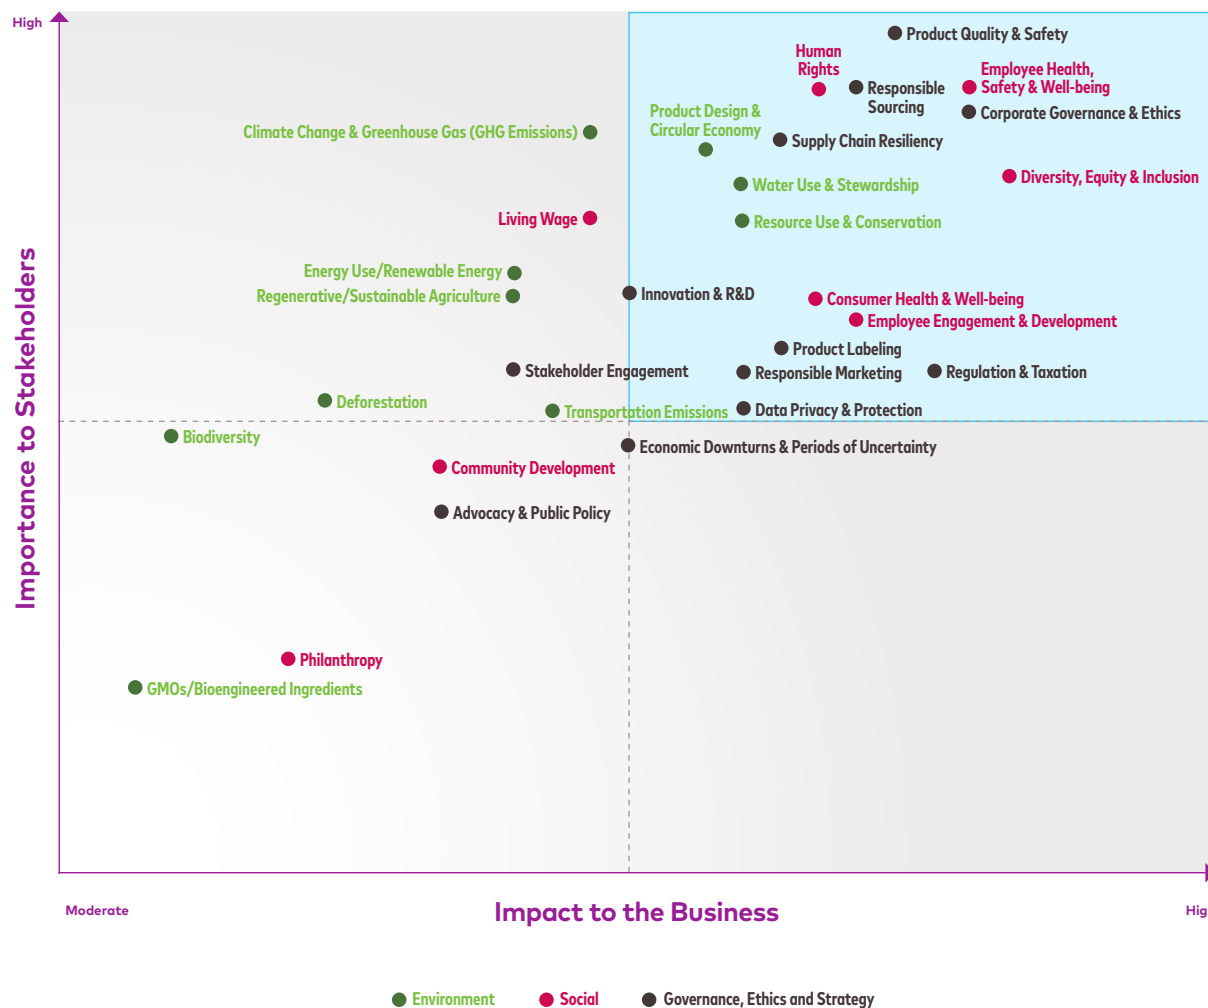 High
Product Quality & Safety
Human
Rights
Employee Health,
Safety & Well-being
Responsible
Sourcing
Corporate Governance & Ethics
Product Design &
Circular Economy
Climate Change & Greenhouse Gas (GHG Emissions)
Supply Chain Resiliency
Diversity, Equity & Inclusion
Water Use & Stewardship
Living Wage
Resource Use & Conservation
Energy Use/Renewable Energy
Regenerative/Sustainable Agriculture
Innovation & R&D
Consumer Health & Well-being
Employee Engagement & Development
Product Labeling
Stakeholder Engagement
Responsible Marketing
Regulation & Taxation
Deforestation
Transportation Emissions
Data Privacy & Protection
Biodiversity
Economic Downturns & Periods of Uncertainty
Community Development
Advocacy & Public Policy
Philanthropy
GMOs/Bioengineered Ingredients
Importance to Stakeholders
Moderate
Impact to the Business
Hig
Environment
Social
Governance, Ethics and Strategy